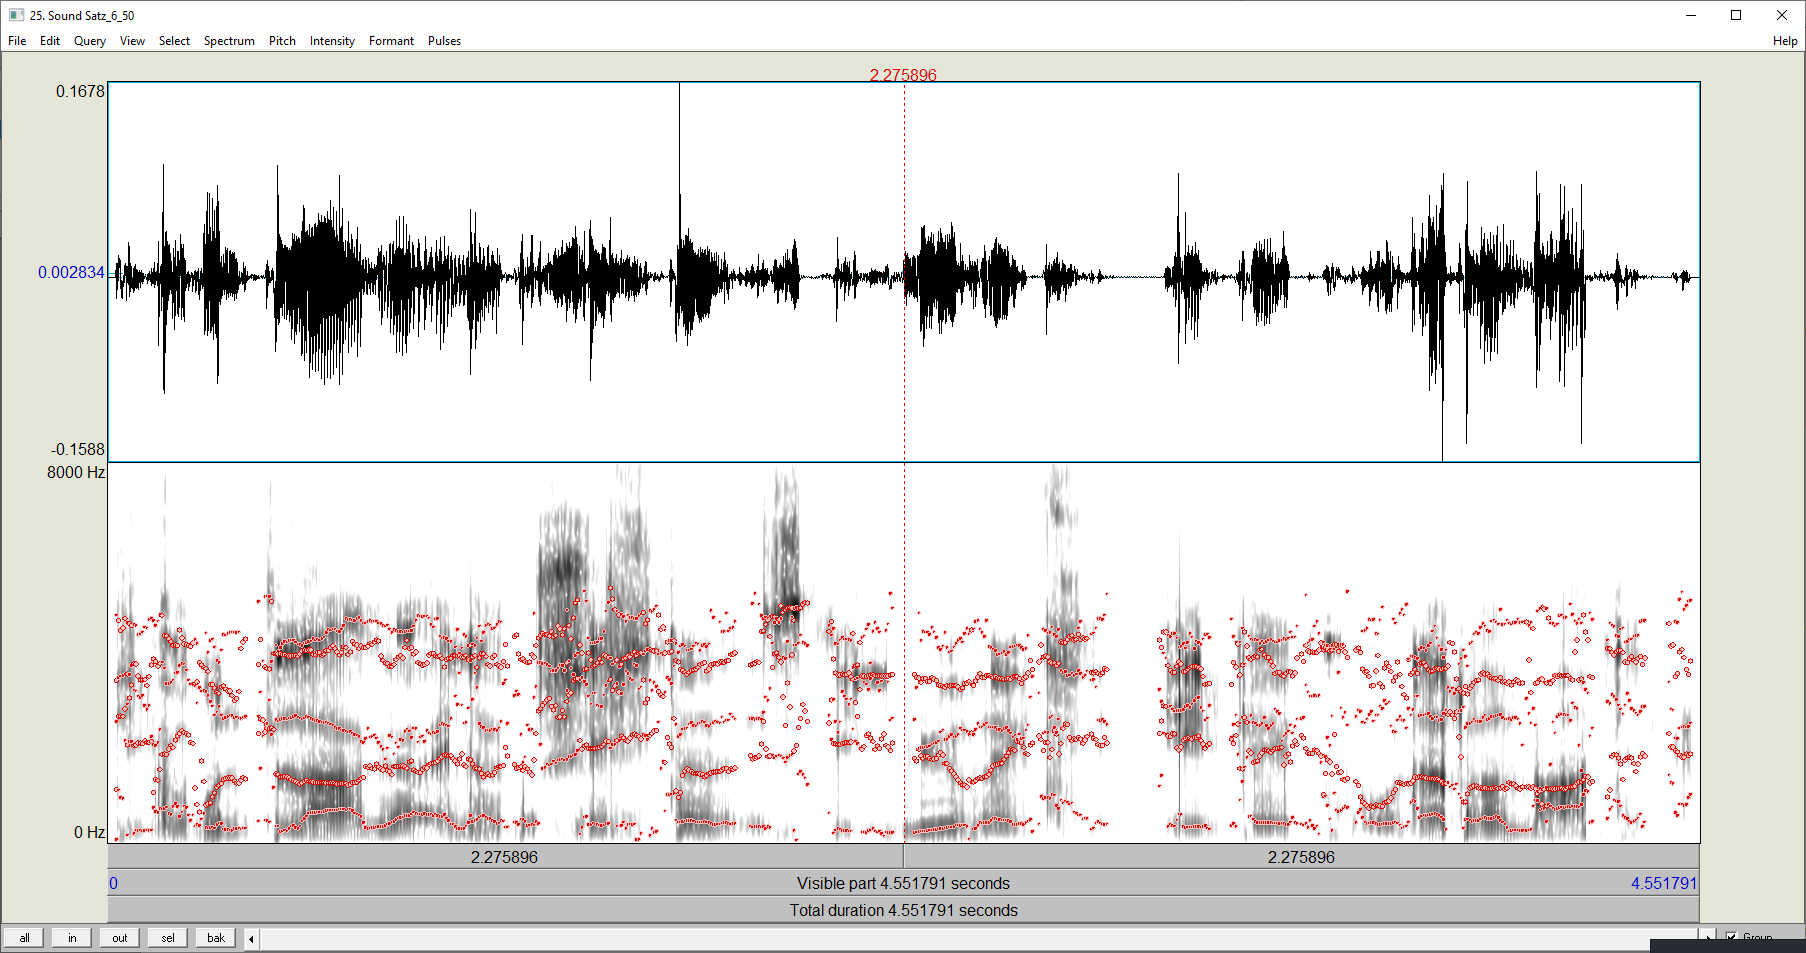 25. Sound Satz_6_50
File Edit Query View Select Spectrum Pitch Intensity Formant Pulses Help
2.275896
0.1678
0.002834
-0.1588
8000 Hz
0 Hz
2.275896 2.275896
0 Visible part 4.551791 seconds 4.551791
Total duration 4.551791 seconds
all in out sel bak Group